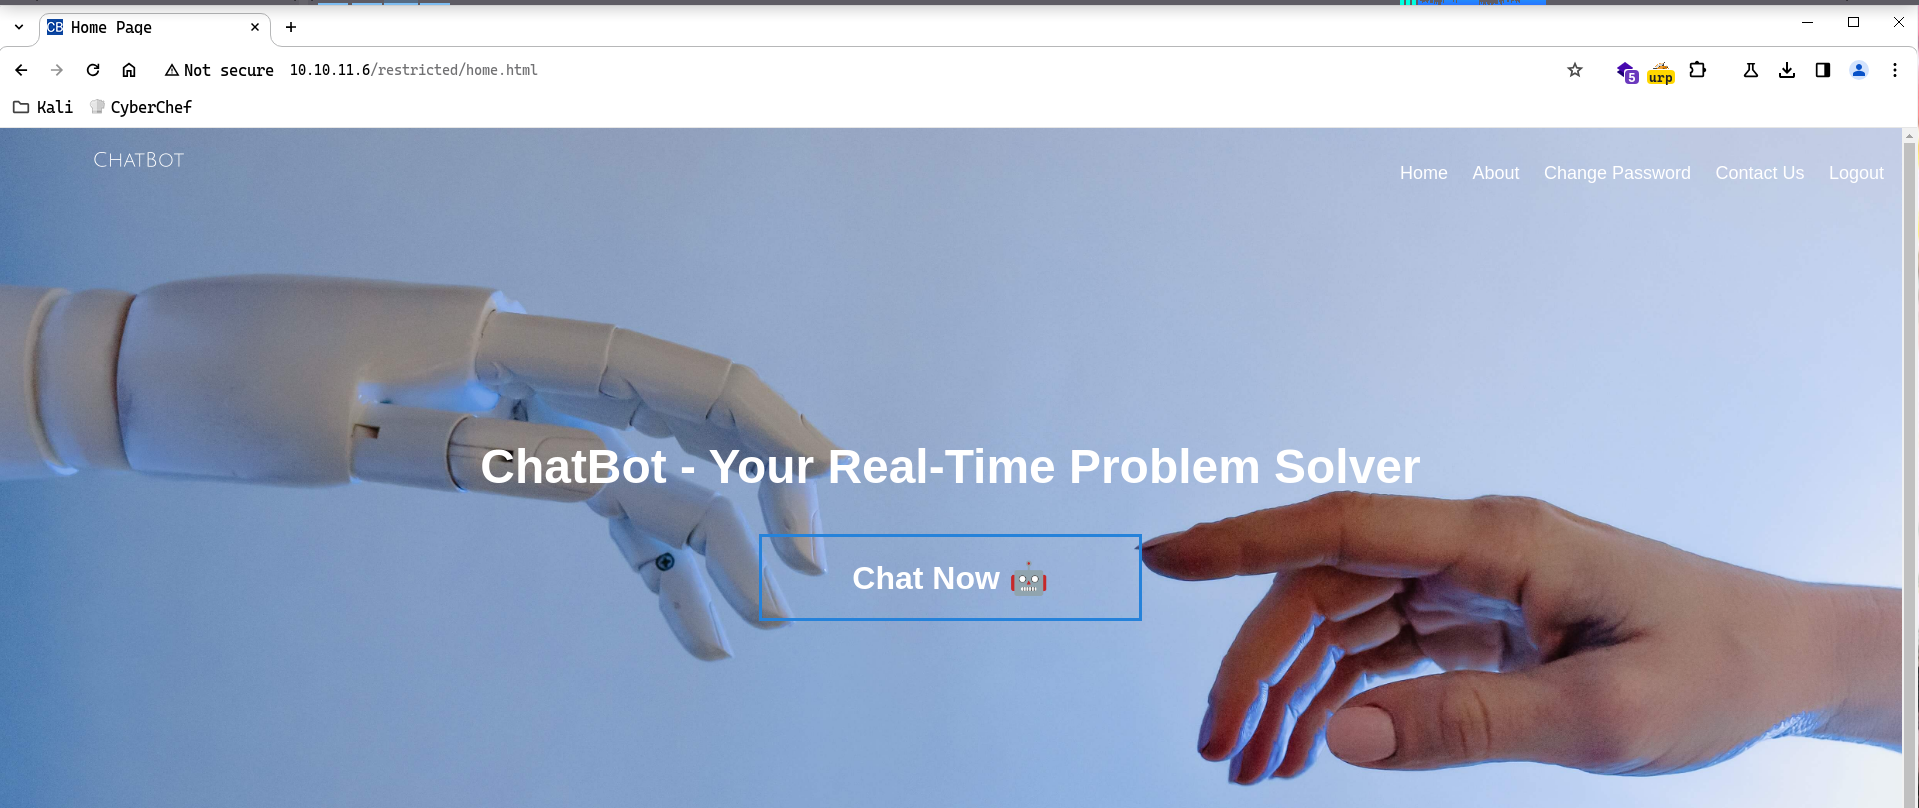 CB Home Page
Not secure 10.10.11.6/restricted/home.html
5
urp
Kali CyberChef
CHATBOT
Home About Change Password Contact Us Logout
ChatBot - Your Real-Time Problem Solver
Chat Now 🤖